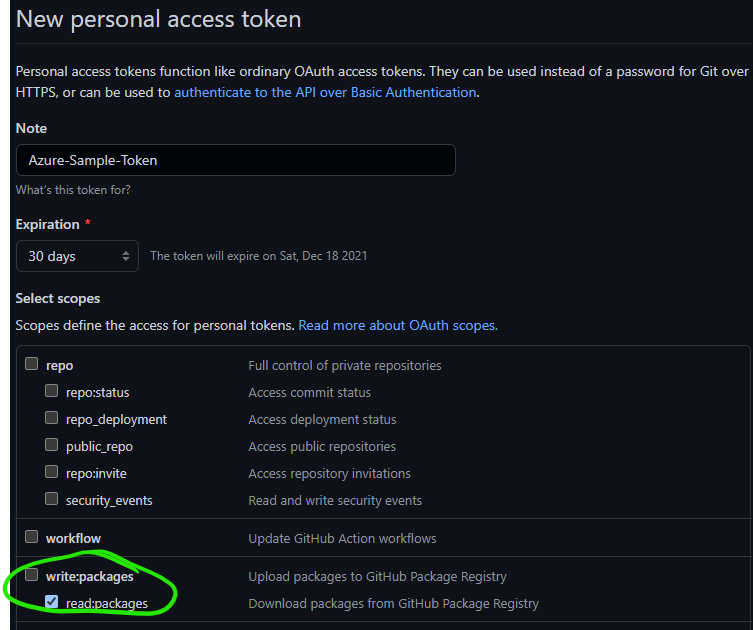 New personal access token
Personal access tokens function like ordinary OAuth access tokens. They can be used instead of a password for Git over
HTTPS, or can be used to authenticate to the API over Basic Authentication.
Note
Azure-Sample-Token
What's this token for?
Expiration *
30 days The token will expire on Sat, Dec 18 2021
Select scopes
Scopes define the access for personal tokens. Read more about OAuth scopes.
repo Full control of private repositories
repo:status Access commit status
repo_deployment Access deployment status
public_repo Access public repositories
repo:invite Access repository invitations
security_events Read and write security events
workflow Update GitHub Action workflows
write:packages Upload packages to GitHub Package Registry
read:packages Download packages from GitHub Package Registry